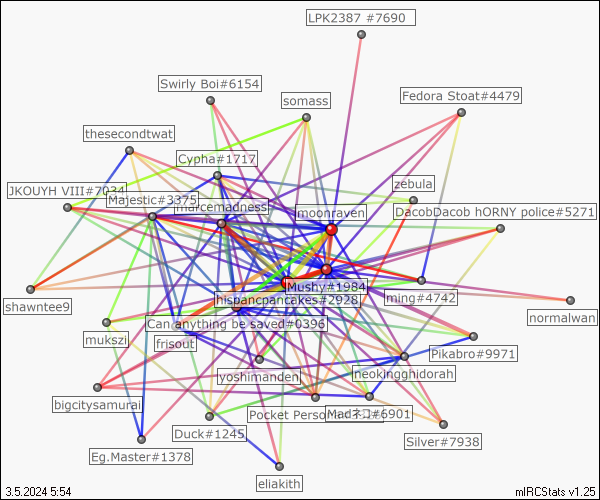 LPK2387 #7690
Swirly Boi#6154
somass
Fedora Stoat#4479
thesecondtwat
Cypha#1717
zebula
JKOUYH VIII#7034
Majestic#3375
marcemadness
moonraven
DacobDacob hORNY police#5271
Mushy#1984
shawntee9
hispanicpancakes#2928
ming#4742
normalwan
Can anything be saved#0396
mukszi
frisout
Pikabro#9971
yoshimanden
neokingghidorah
bigcitysamurai
Pocket Person
Madネコ#6901
Duck#1245
Silver#7938
Eg.Master#1378
eliakith
3.5.2024 5:54
mIRCStats v1.25